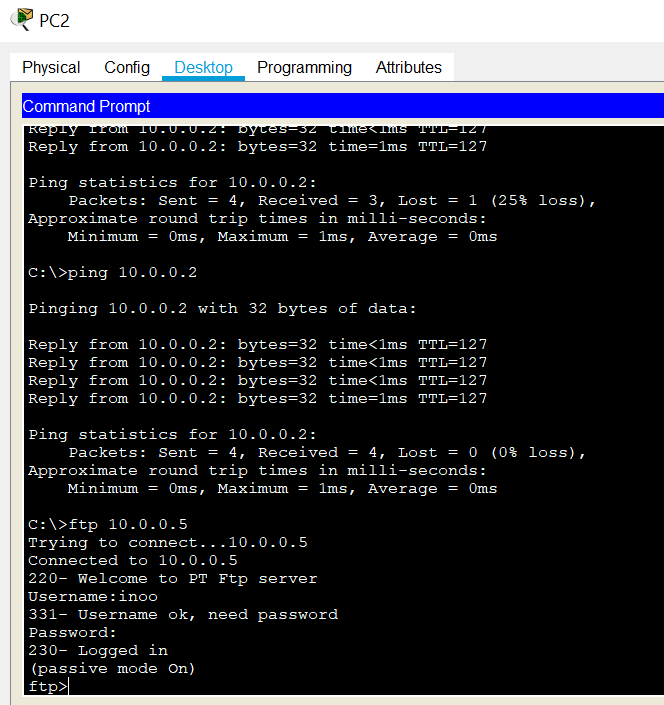 PC2
Physical Config Desktop Programming Attributes
Command Prompt
Reply from 10.0.0.2: bytes=32 time<1ms TTL=127
Reply from 10.0.0.2: bytes=32 time=1ms TTL=127
Ping statistics for 10.0.0.2:
Packets: Sent = 4, Received = 3, Lost = 1 (25% loss),
Approximate round trip times in milli-seconds:
Minimum = 0ms, Maximum = 1ms, Average = 0ms
C:\>ping 10.0.0.2
Pinging 10.0.0.2 with 32 bytes of data:
Reply from 10.0.0.2: bytes=32 time<1ms TTL=127
Reply from 10.0.0.2: bytes=32 time<1ms TTL=127
Reply from 10.0.0.2: bytes=32 time<1ms TTL=127
Reply from 10.0.0.2: bytes=32 time=1ms TTL=127
Ping statistics for 10.0.0.2:
Packets: Sent = 4, Received = 4, Lost = 0 (0% loss),
Approximate round trip times in milli-seconds:
Minimum = 0ms, Maximum = 1ms, Average = 0ms
C:\>ftp 10.0.0.5
Trying to connect...10.0.0.5
Connected to 10.0.0.5
220- Welcome to PT Ftp server
Username:inoo
331- Username ok, need password
Password:
230- Logged in
(passive mode On)
ftp>